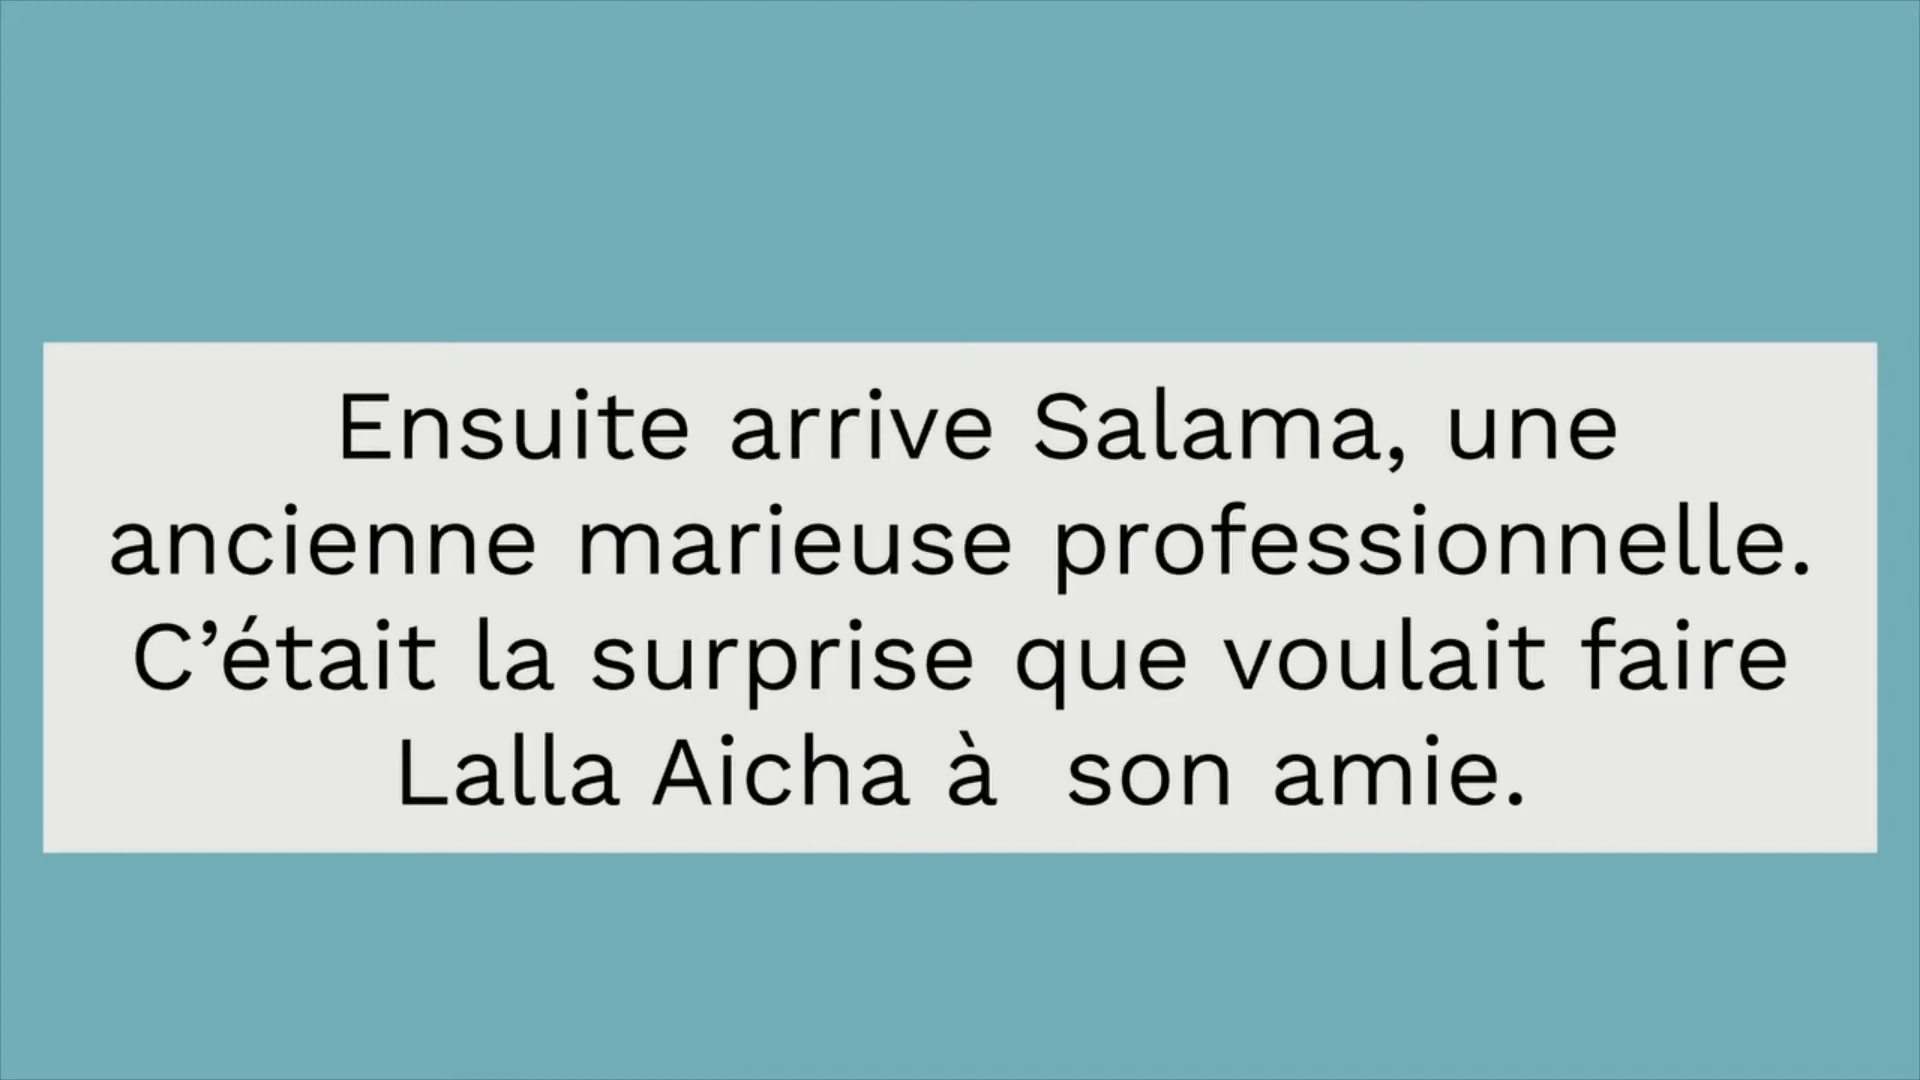 Ensuite arrive Salama, une
ancienne marieuse professionnelle.
C’était la surprise que voulait faire
Lalla Aicha à  son amie.